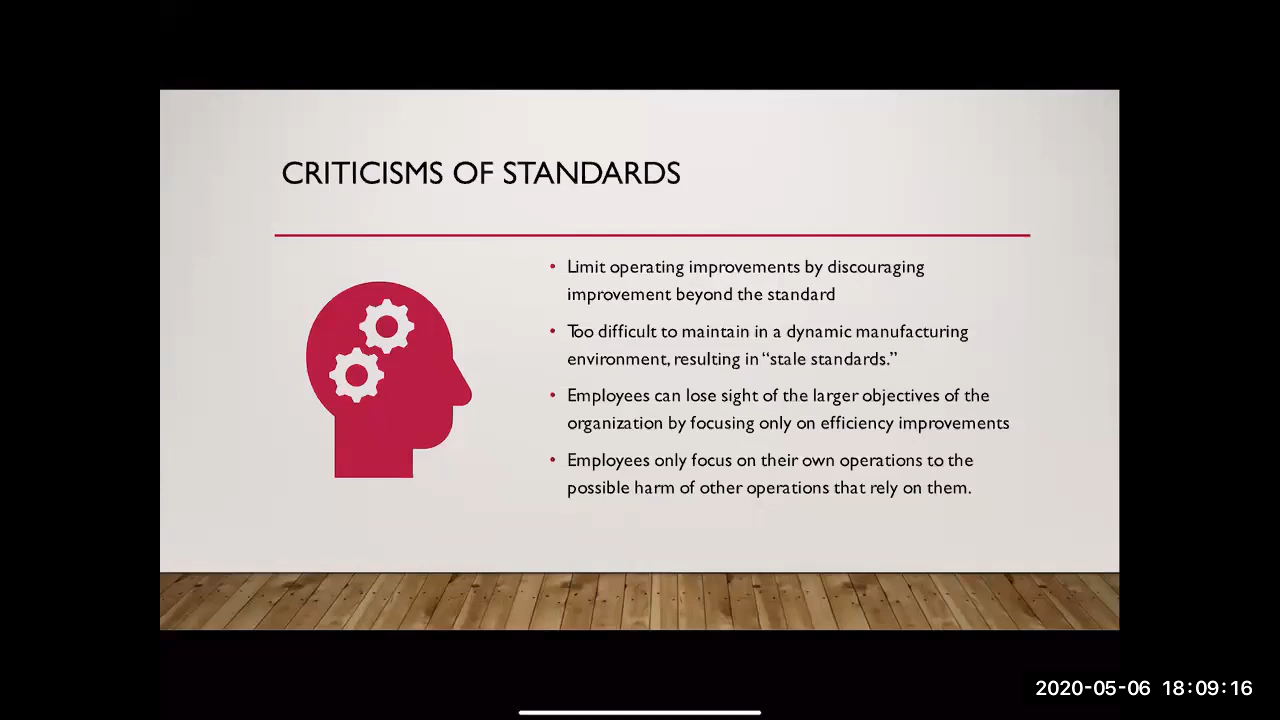 CRITICISMS OF STANDARDS
• Limit operating improvements by discouraging
improvement beyond the standard
• Too difficult to maintain in a dynamic manufacturing
environment, resulting in “stale standards.”
• Employees can lose sight of the larger objectives of the
organization by focusing only on efficiency improvements
• Employees only focus on their own operations to the
possible harm of other operations that rely on them.
2020-05-06 18:09:16